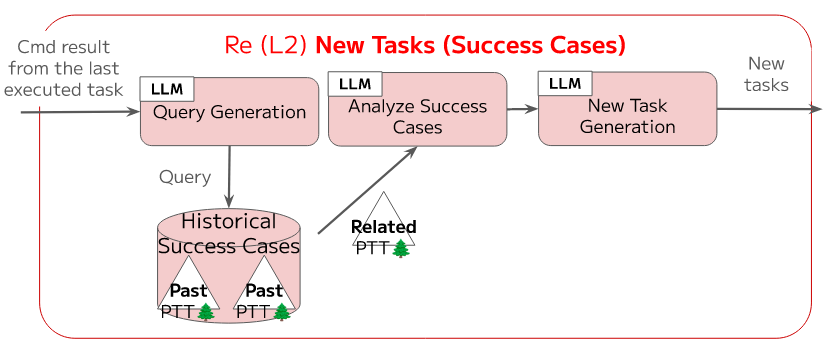 Re (L2) New Tasks (Success Cases)
Cmd result
from the last
executed task
LLM
Query Generation
LLM
Analyze Success
Cases
LLM
New Task
Generation
New
tasks
Query
Historical
Success Cases
Past
PTT
Past
PTT
Related
PTT